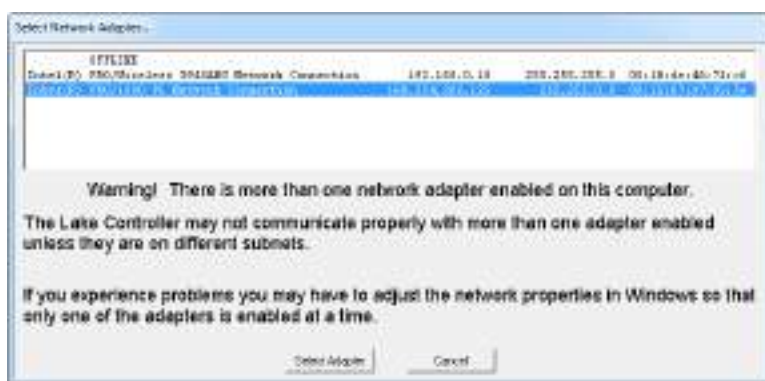 Select Network Adapter...
OFFLINE
Intel(R) PRO/Wireless Network Connection 192.168.0.10 255.255.255.0
Network Connection
Warning! There is more than one network adapter enabled on this computer.
The Lake Controller may not communicate properly with more than one adapter enabled
unless they are on different subnets.
If you experience problems you may have to adjust the network properties in Windows so that
only one of the adapters is enabled at a time.
Select Adapter Cancel